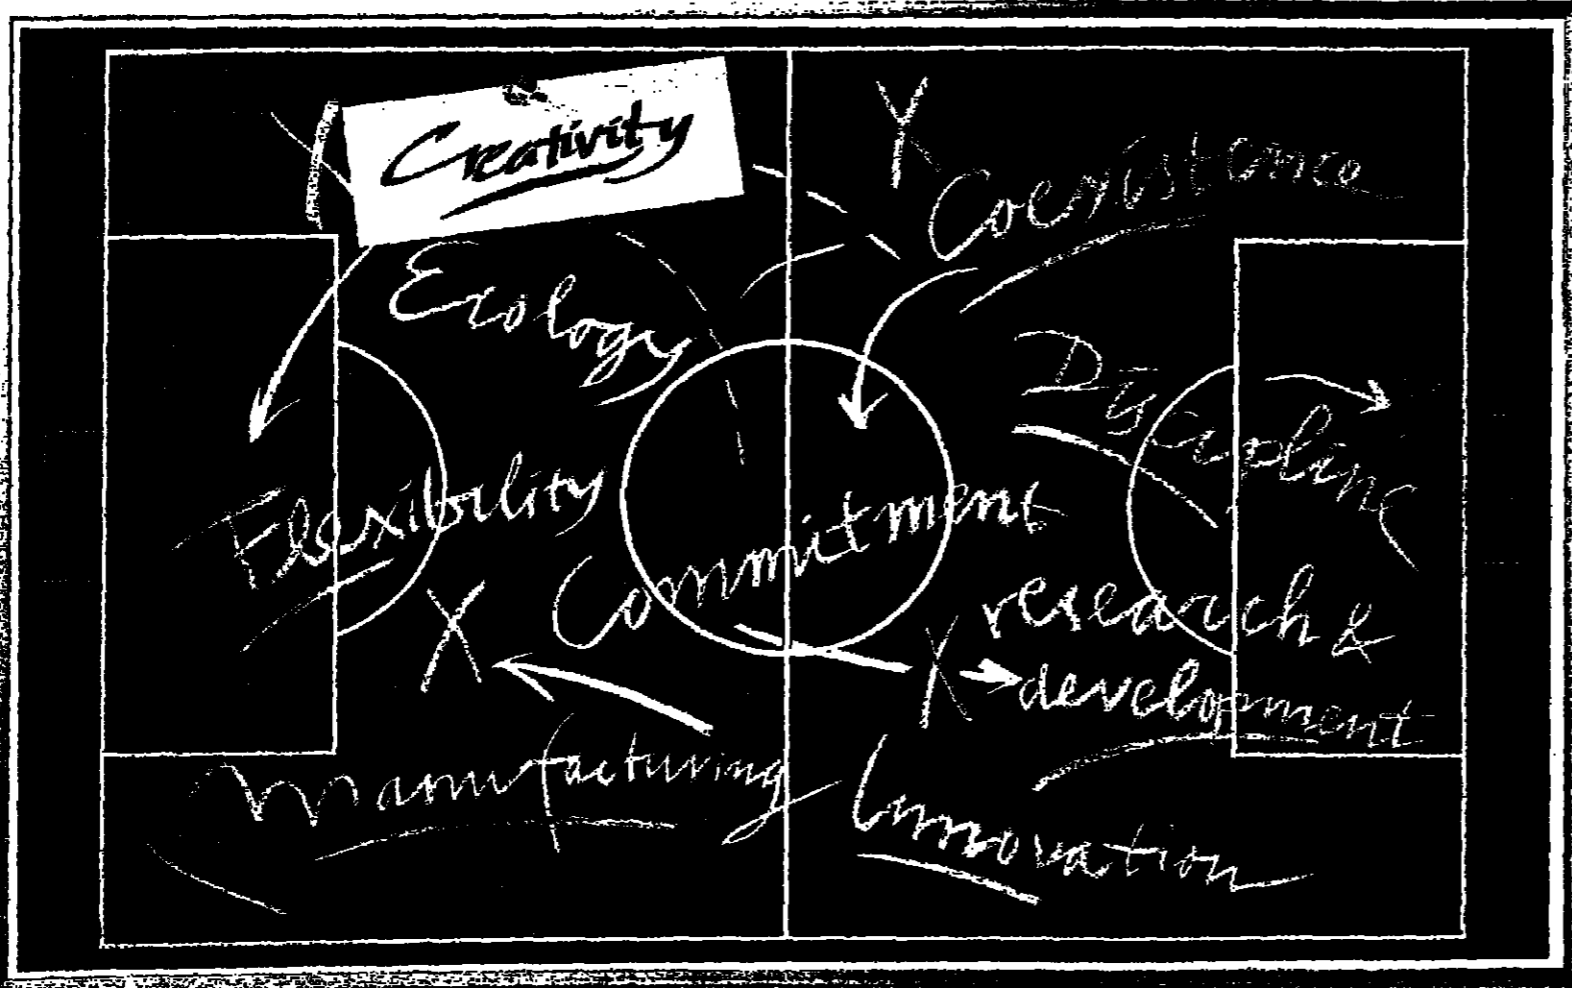 Creativity
Y
Coexistence
Ecology
Discipline
Flexibility
Commitment
X
X
research &
development
Manufacturing
Innovation